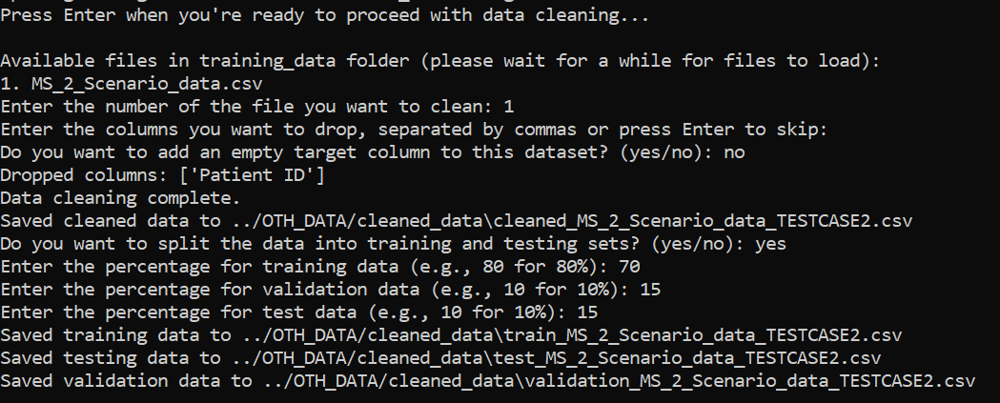 Press Enter when you're ready to proceed with data cleaning...
Available files in training_data folder (please wait for a while for files to load):
1. MS_2_Scenario_data.csv
Enter the number of the file you want to clean: 1
Enter the columns you want to drop, separated by commas or press Enter to skip:
Do you want to add an empty target column to this dataset? (yes/no): no
Dropped columns: ['Patient ID']
Data cleaning complete.
Saved cleaned data to ../OTH_DATA/cleaned_data\cleaned_MS_2_Scenario_data_TESTCASE2.csv
Do you want to split the data into training and testing sets? (yes/no): yes
Enter the percentage for training data (e.g., 80 for 80%): 70
Enter the percentage for validation data (e.g., 10 for 10%): 15
Enter the percentage for test data (e.g., 10 for 10%): 15
Saved training data to ../OTH_DATA/cleaned_data\train_MS_2_Scenario_data_TESTCASE2.csv
Saved testing data to ../OTH_DATA/cleaned_data\test_MS_2_Scenario_data_TESTCASE2.csv
Saved validation data to ../OTH_DATA/cleaned_data\validation_MS_2_Scenario_data_TESTCASE2.csv